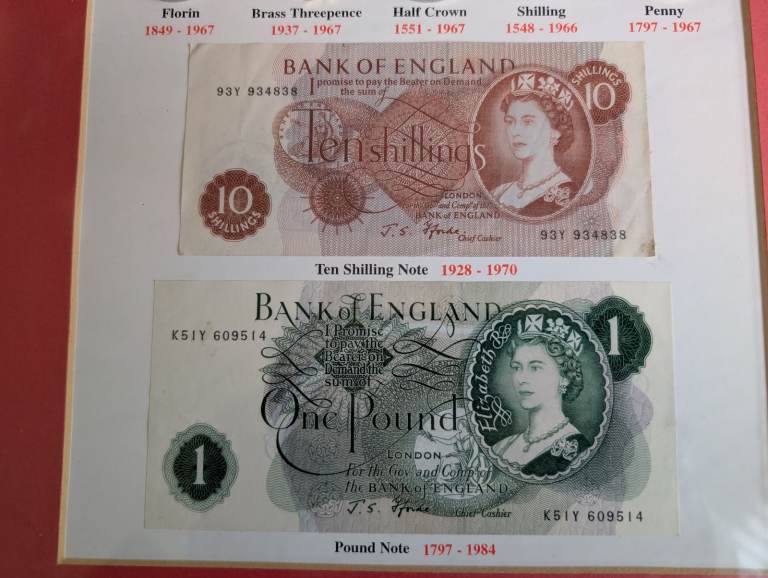 Florin Brass Threepence Half Crown Shilling Penny
1849 - 1967 1937 - 1967 1551 - 1967 1548 - 1966 1797 - 1967
BANK OF ENGLAND
I promise to pay the Bearer on Demand
the sum of
93Y 934838
10
SHILLINGS
Ten shillings
10
SHILLINGS
LONDON
For the Gov.r and Comp.a of the
BANK OF ENGLAND
J. S. Fforde
Chief Cashier
93Y 934838
Ten Shilling Note 1928 - 1970
BANK of ENGLAND
K51Y 609514
I Promise
to pay the
Bearer on
Demand the
sum of
1
Elizabeth R
One Pound
LONDON
For the Gov.r and Comp.a of
the BANK OF ENGLAND
1
J. S. Fforde
Chief Cashier
K51Y 609514
Pound Note 1797 - 1984